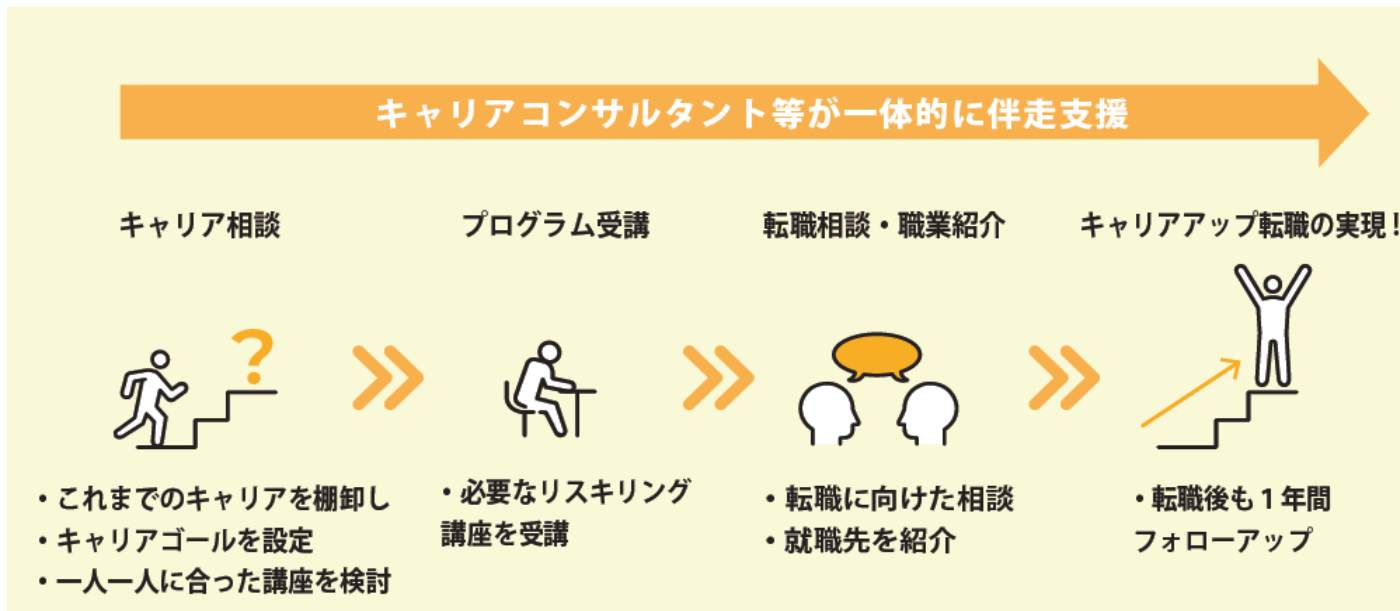 キャリアコンサルタント等が一体的に伴走支援
キャリア相談
プログラム受講
転職相談・職業紹介
キャリアアップ転職の実現!
?
・これまでのキャリアを棚卸し
・キャリアゴールを設定
・一人一人に合った講座を検討
・必要なリスキリング
講座を受講
・転職に向けた相談
・就職先を紹介
・転職後も1年間
フォローアップ